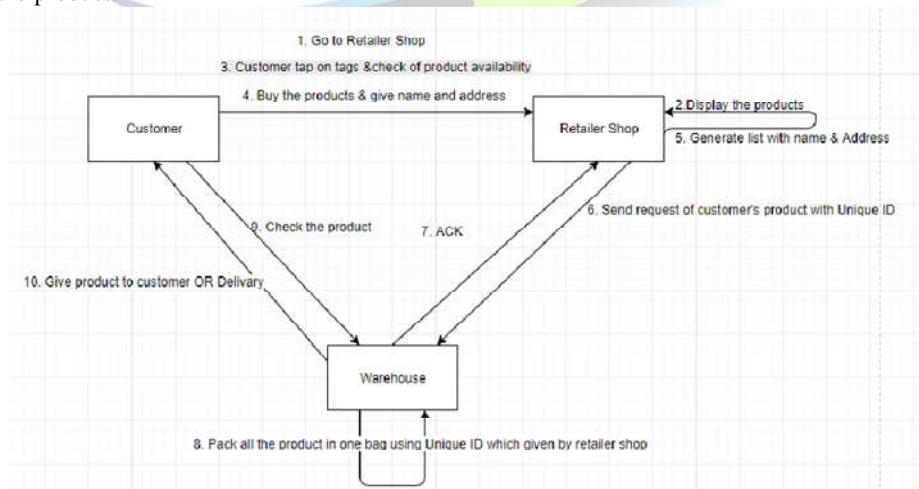 1. Go to Retailer Shop
3. Customer tap on tags &check of product availability
4. Buy the products & give name and address
Customer
Retailer Shop
2.Display the products
5. Generate list with name & Address
6. Send request of customer's product with Unique ID
7. ACK
9. Check the product
10. Give product to customer OR Delivary
Warehouse
8. Pack all the product in one bag using Unique ID which given by retailer shop